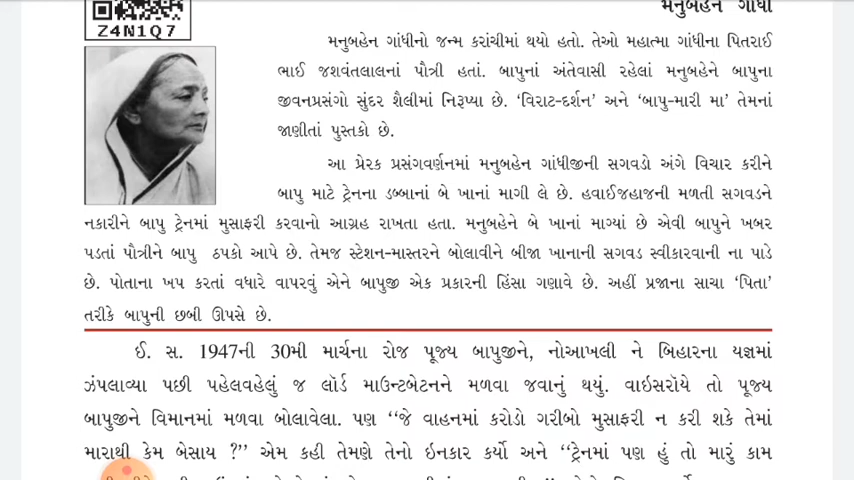 મનુબહેન ગાંધી
Z4N1Q7
મનુબહેન ગાંધીનો જન્મ કરાંચીમાં થયો હતો. તેઓ મહાત્મા ગાંધીના પિતરાઈ
ભાઈ જશવંતલાલનાં પૌત્રી હતાં. બાપુનાં અંતેવાસી રહેલાં મનુબહેને બાપુના
જીવનપ્રસંગો સુંદર શૈલીમાં નિરૂપ્યા છે. ‘વિરાટ-દર્શન’ અને ‘બાપુ-મારી મા’ તેમનાં
જાણીતાં પુસ્તકો છે.
આ પ્રેરક પ્રસંગવર્ણનમાં મનુબહેન ગાંધીજીની સગવડો અંગે વિચાર કરીને
બાપુ માટે ટ્રેનના ડબ્બાનાં બે ખાનાં માગી લે છે. હવાઈજહાજની મળતી સગવડને
નકારીને બાપુ ટ્રેનમાં મુસાફરી કરવાનો આગ્રહ રાખતા હતા. મનુબહેને બે ખાનાં માગ્યાં છે એવી બાપુને ખબર
પડતાં પૌત્રીને બાપુ ઠપકો આપે છે. તેમજ સ્ટેશન-માસ્તરને બોલાવીને બીજા ખાનાની સગવડ સ્વીકારવાની ના પાડે
છે. પોતાના ખપ કરતાં વધારે વાપરવું એને બાપુજી એક પ્રકારની હિંસા ગણાવે છે. અહીં પ્રજાના સાચા ‘પિતા’
તરીકે બાપુની છબી ઊપસે છે.
ઈ. સ. 1947ની 30મી માર્ચના રોજ પૂજ્ય બાપુજીને, નોઆખલી ને બિહારના યજ્ઞમાં
ઝંપલાવ્યા પછી પહેલવહેલું જ લૉર્ડ માઉન્ટબેટનને મળવા જવાનું થયું. વાઇસરૉયે તો પૂજ્ય
બાપુજીને વિમાનમાં મળવા બોલાવેલા. પણ ‘‘જે વાહનમાં કરોડો ગરીબો મુસાફરી ન કરી શકે તેમાં
મારાથી કેમ બેસાય ?’’ એમ કહી તેમણે તેનો ઇનકાર કર્યો અને ‘‘ટ્રેનમાં પણ હું તો મારું કામ